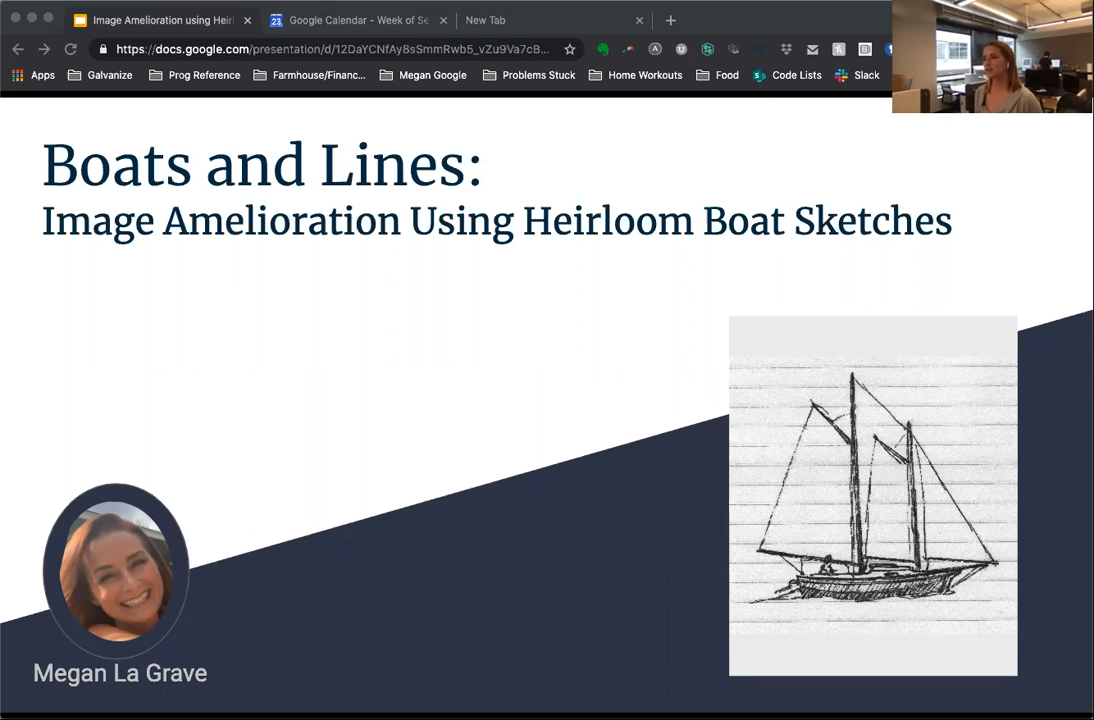 Image Amelioration using Heirl
Google Calendar - Week of Se
New Tab
https://docs.google.com/presentation/d/12DaYCNfAy8sSmmRwb5_vZu9Va7cB...
Apps
Galvanize
Prog Reference
Farmhouse/Financ...
Megan Google
Problems Stuck
Home Workouts
Food
Code Lists
Slack
Boats and Lines:
Image Amelioration Using Heirloom Boat Sketches
Megan La Grave